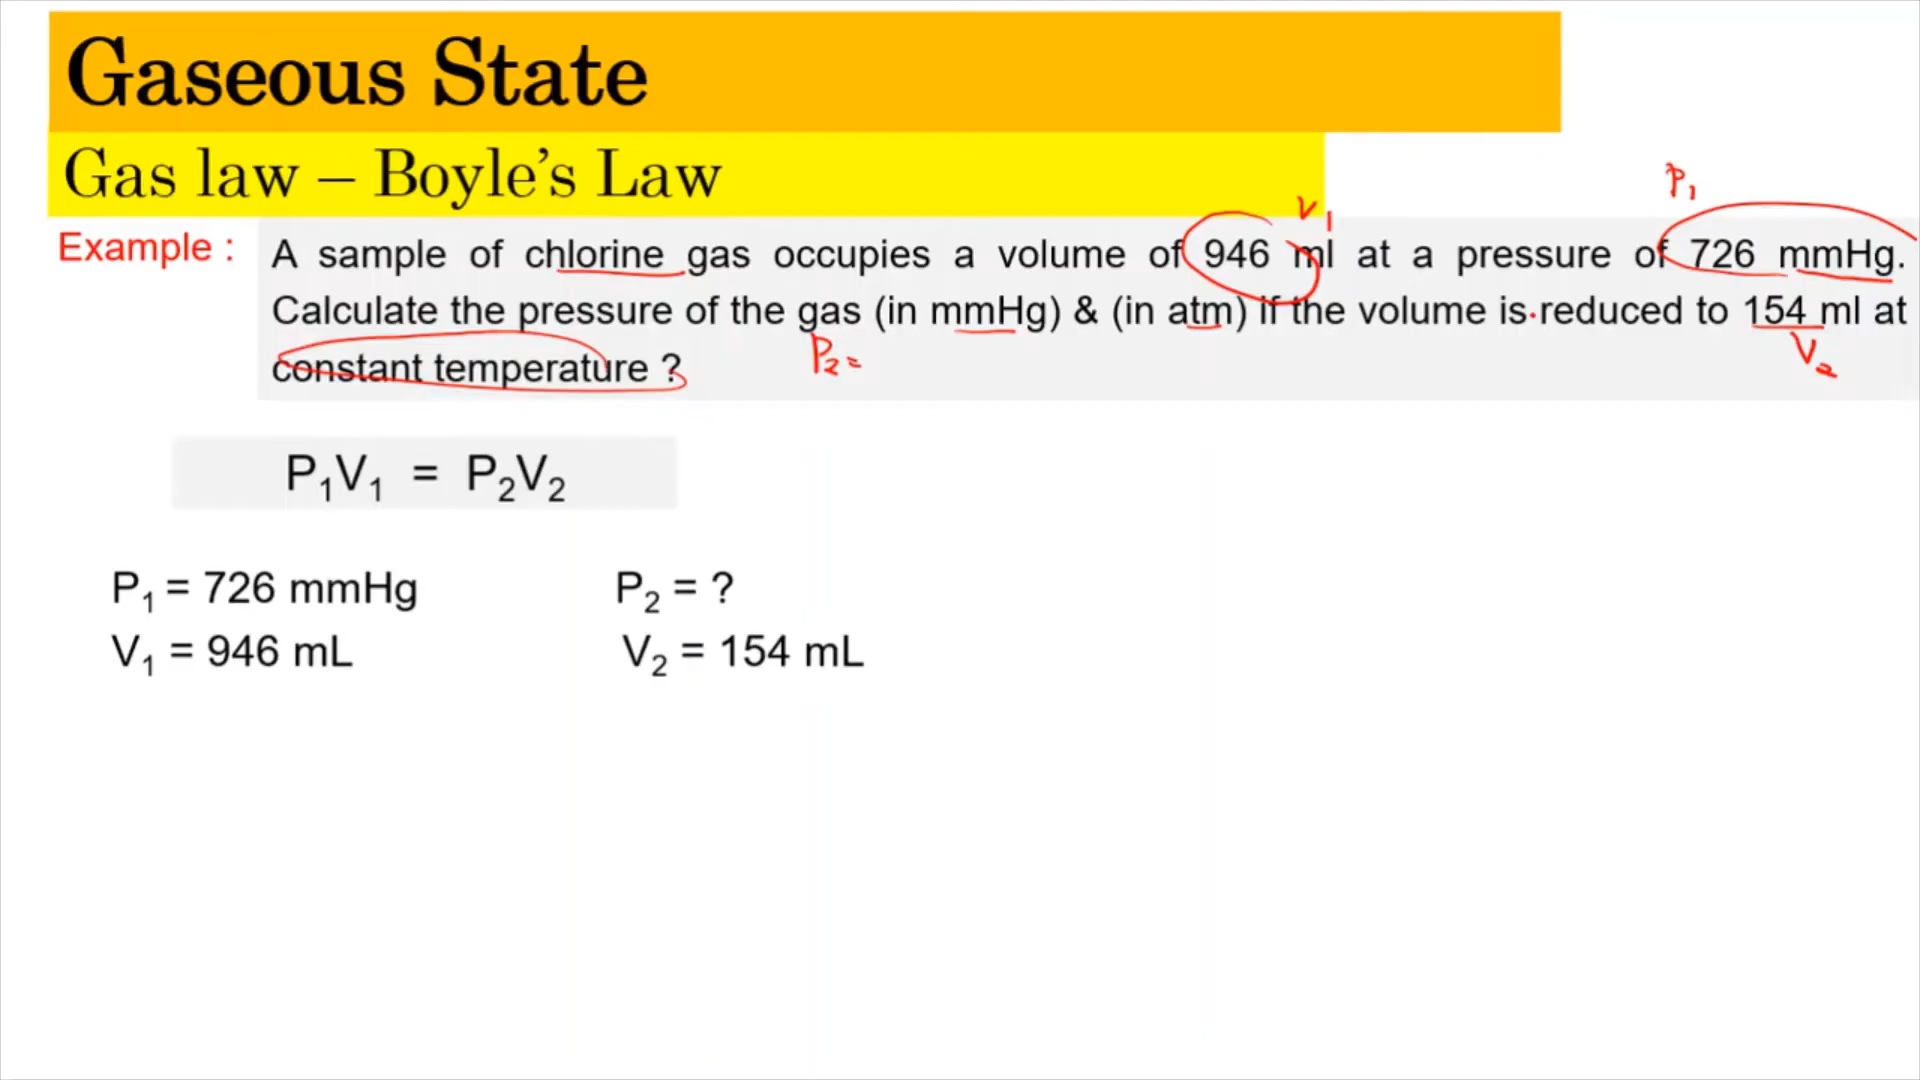 Gaseous State
Gas law – Boyle's Law
V1
P1
Example : A sample of chlorine gas occupies a volume of 946 ml at a pressure of 726 mmHg.
Calculate the pressure of the gas (in mmHg) & (in atm) if the volume is reduced to 154 ml at
constant temperature ?
P2 =
V2
P₁V₁ = P₂V₂
P₁ = 726 mmHg P₂ = ?
V₁ = 946 mL V₂ = 154 mL